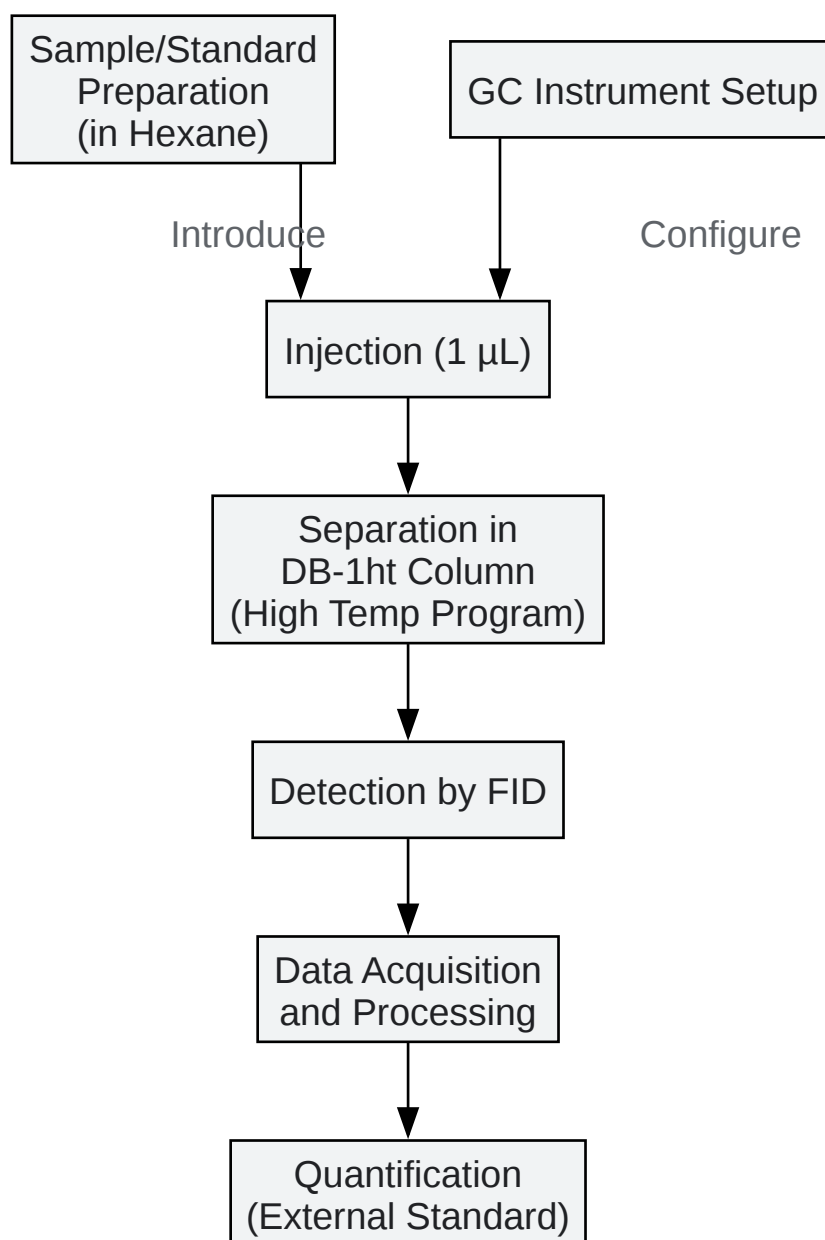 Sample/Standard
Preparation
(in Hexane)
GC Instrument Setup
Introduce
Configure
Injection (1 µL)
Separation in
DB-1ht Column
(High Temp Program)
Detection by FID
Data Acquisition
and Processing
Quantification
(External Standard)